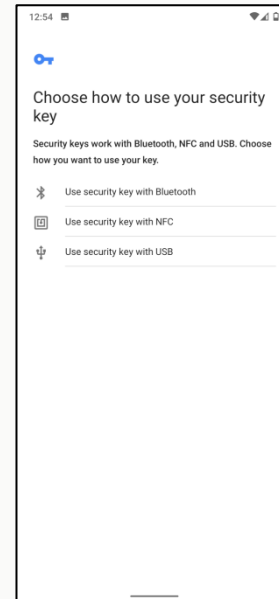 12:54
Choose how to use your security
key
Security keys work with Bluetooth, NFC and USB. Choose
how you want to use your key.
Use security key with Bluetooth
Use security key with NFC
Use security key with USB